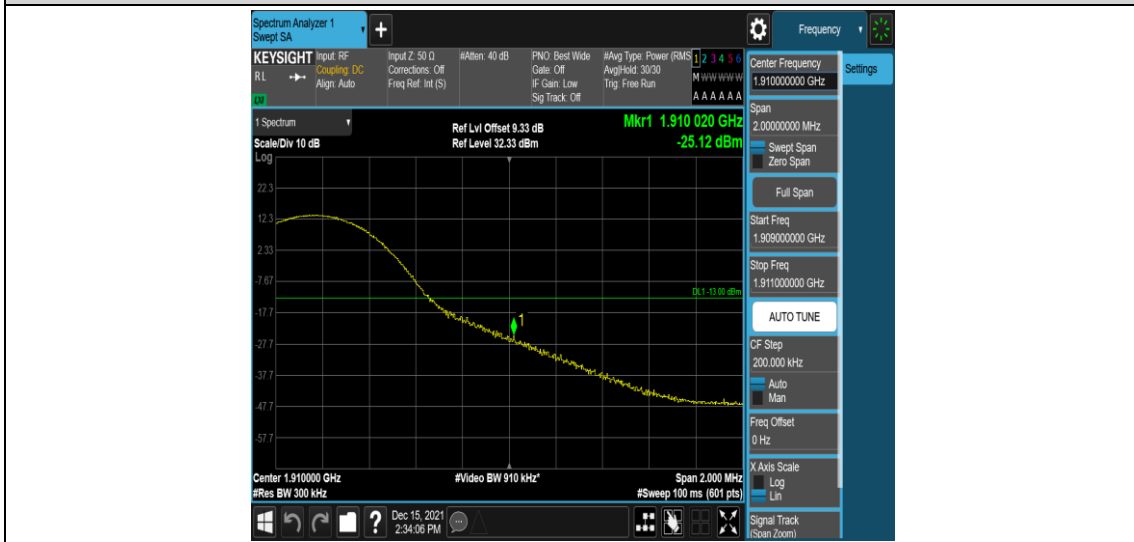 Spectrum Analyzer 1
Swept SA
+
Frequency
KEYSIGHT
RL
Input: RF
Coupling: DC
Align: Auto
Input Z: 50 Ω
Corrections: Off
Freq Ref: Int (S)
#Atten: 40 dB
PNO: Best Wide
Gate: Off
IF Gain: Low
Sig Track: Off
#Avg Type: Power (RMS
Avg|Hold: 30/30
Trig: Free Run
1 2 3 4 5 6
M W W W W W
A A A A A A
1 Spectrum
Scale/Div 10 dB
Log
Ref Lvl Offset 9.33 dB
Ref Level 32.33 dBm
Mkr1 1.910 020 GHz
-25.12 dBm
22.3
12.3
2.33
-7.67
-17.7
-27.7
-37.7
-47.7
-57.7
DL1 -13.00 dBm
1
Center 1.910000 GHz
#Res BW 300 kHz
#Video BW 910 kHz*
Span 2.000 MHz
#Sweep 100 ms (601 pts)
Center Frequency
1.910000000 GHz
Settings
Span
2.00000000 MHz
Swept Span
Zero Span
Full Span
Start Freq
1.909000000 GHz
Stop Freq
1.911000000 GHz
AUTO TUNE
CF Step
200.000 kHz
Auto
Man
Freq Offset
0 Hz
X Axis Scale
Log
Lin
Signal Track
(Span Zoom)
?
Dec 15, 2021
2:34:06 PM